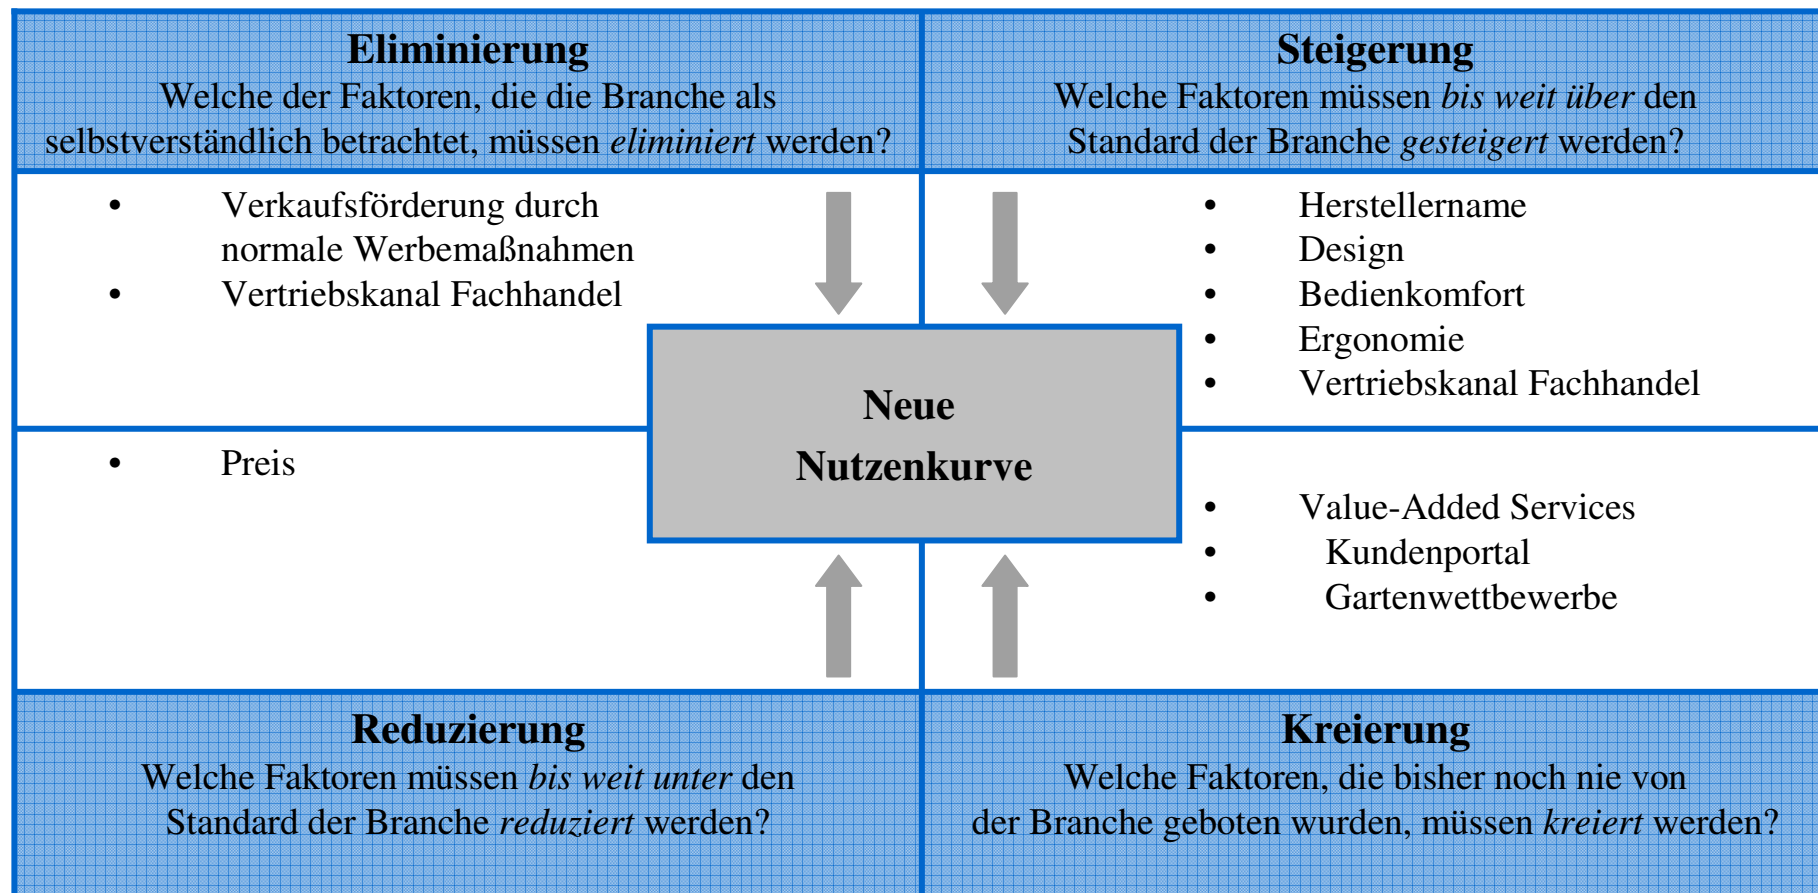 Eliminierung
Welche der Faktoren, die die Branche als
selbstverständlich betrachtet, müssen eliminiert werden?
Steigerung
Welche Faktoren müssen bis weit über den
Standard der Branche gesteigert werden?
• Verkaufsförderung durch
normale Werbemaßnahmen
• Vertriebskanal Fachhandel
• Herstellername
• Design
• Bedienkomfort
• Ergonomie
• Vertriebskanal Fachhandel
Neue
Nutzenkurve
• Preis
• Value-Added Services
• Kundenportal
• Gartenwettbewerbe
Reduzierung
Welche Faktoren müssen bis weit unter den
Standard der Branche reduziert werden?
Kreierung
Welche Faktoren, die bisher noch nie von
der Branche geboten wurden, müssen kreiert werden?